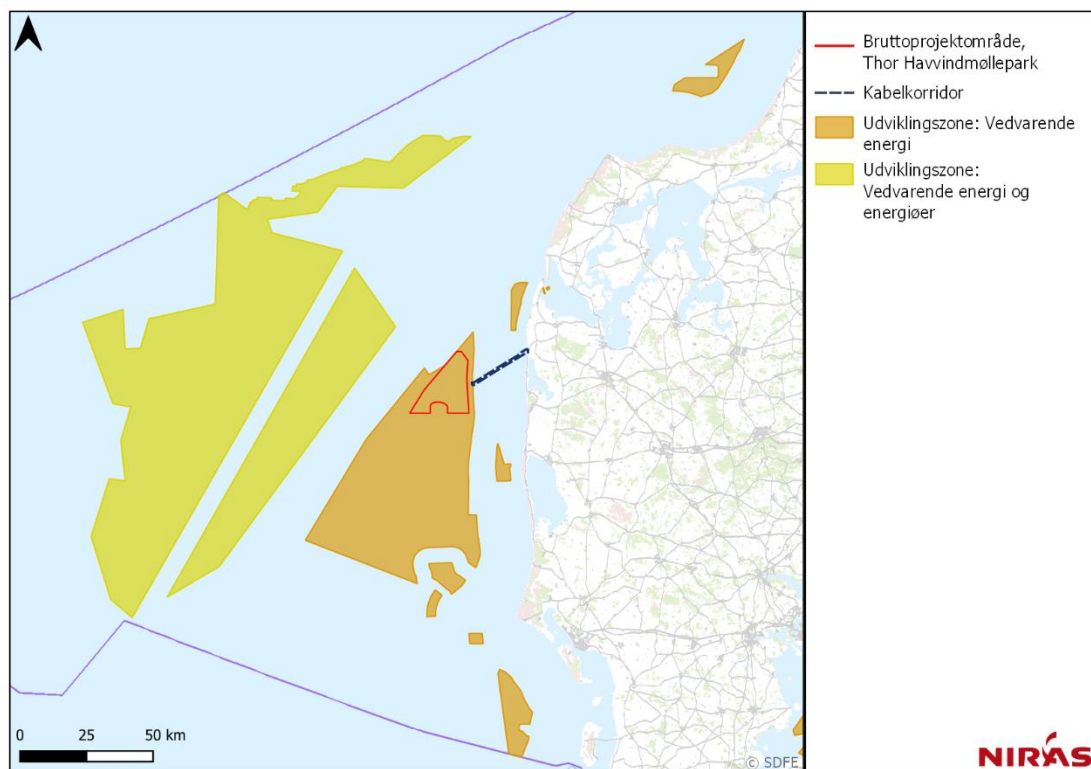 Bruttoprojektområde,
Thor Havvindmøllepark
Kabelkorridor
Udviklingszone: Vedvarende
energi
Udviklingszone:
Vedvarende energi og
energiøer
0 25 50 km
© SDFE
NIRAS